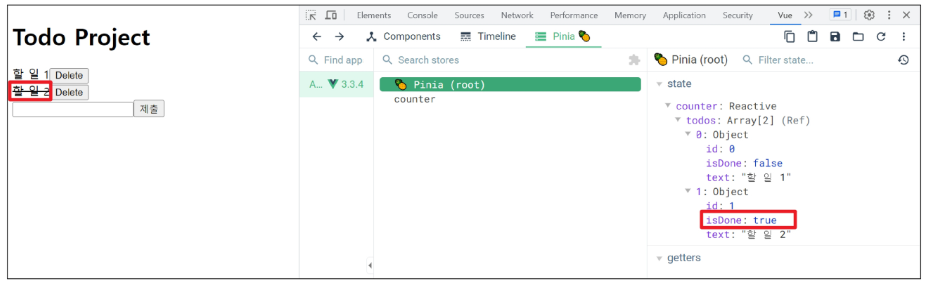 Todo Project
할 일 1 Delete
할 일 2 Delete
제출
Elements Console Sources Network Performance Memory Application Security Vue 1
Components Timeline Pinia
Find app Search stores Pinia (root) Filter state...
A... 3.3.4 Pinia (root)
counter
state
counter: Reactive
todos: Array[2] (Ref)
0: Object
id: 0
isDone: false
text: "할 일 1"
1: Object
id: 1
isDone: true
text: "할 일 2"
getters